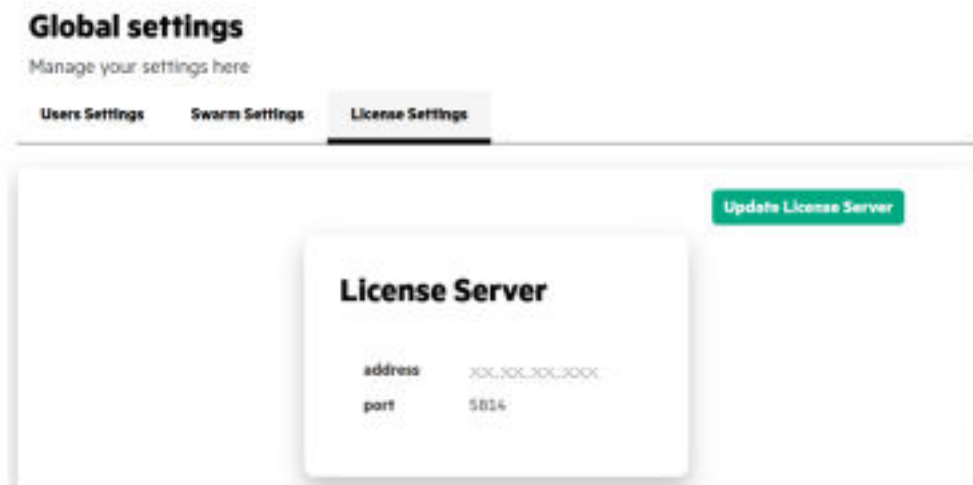 Global settings
Manage your settings here
Users Settings Swarm Settings License Settings
Update License Server
License Server
address XX.XX.XX.XXX
port 5814